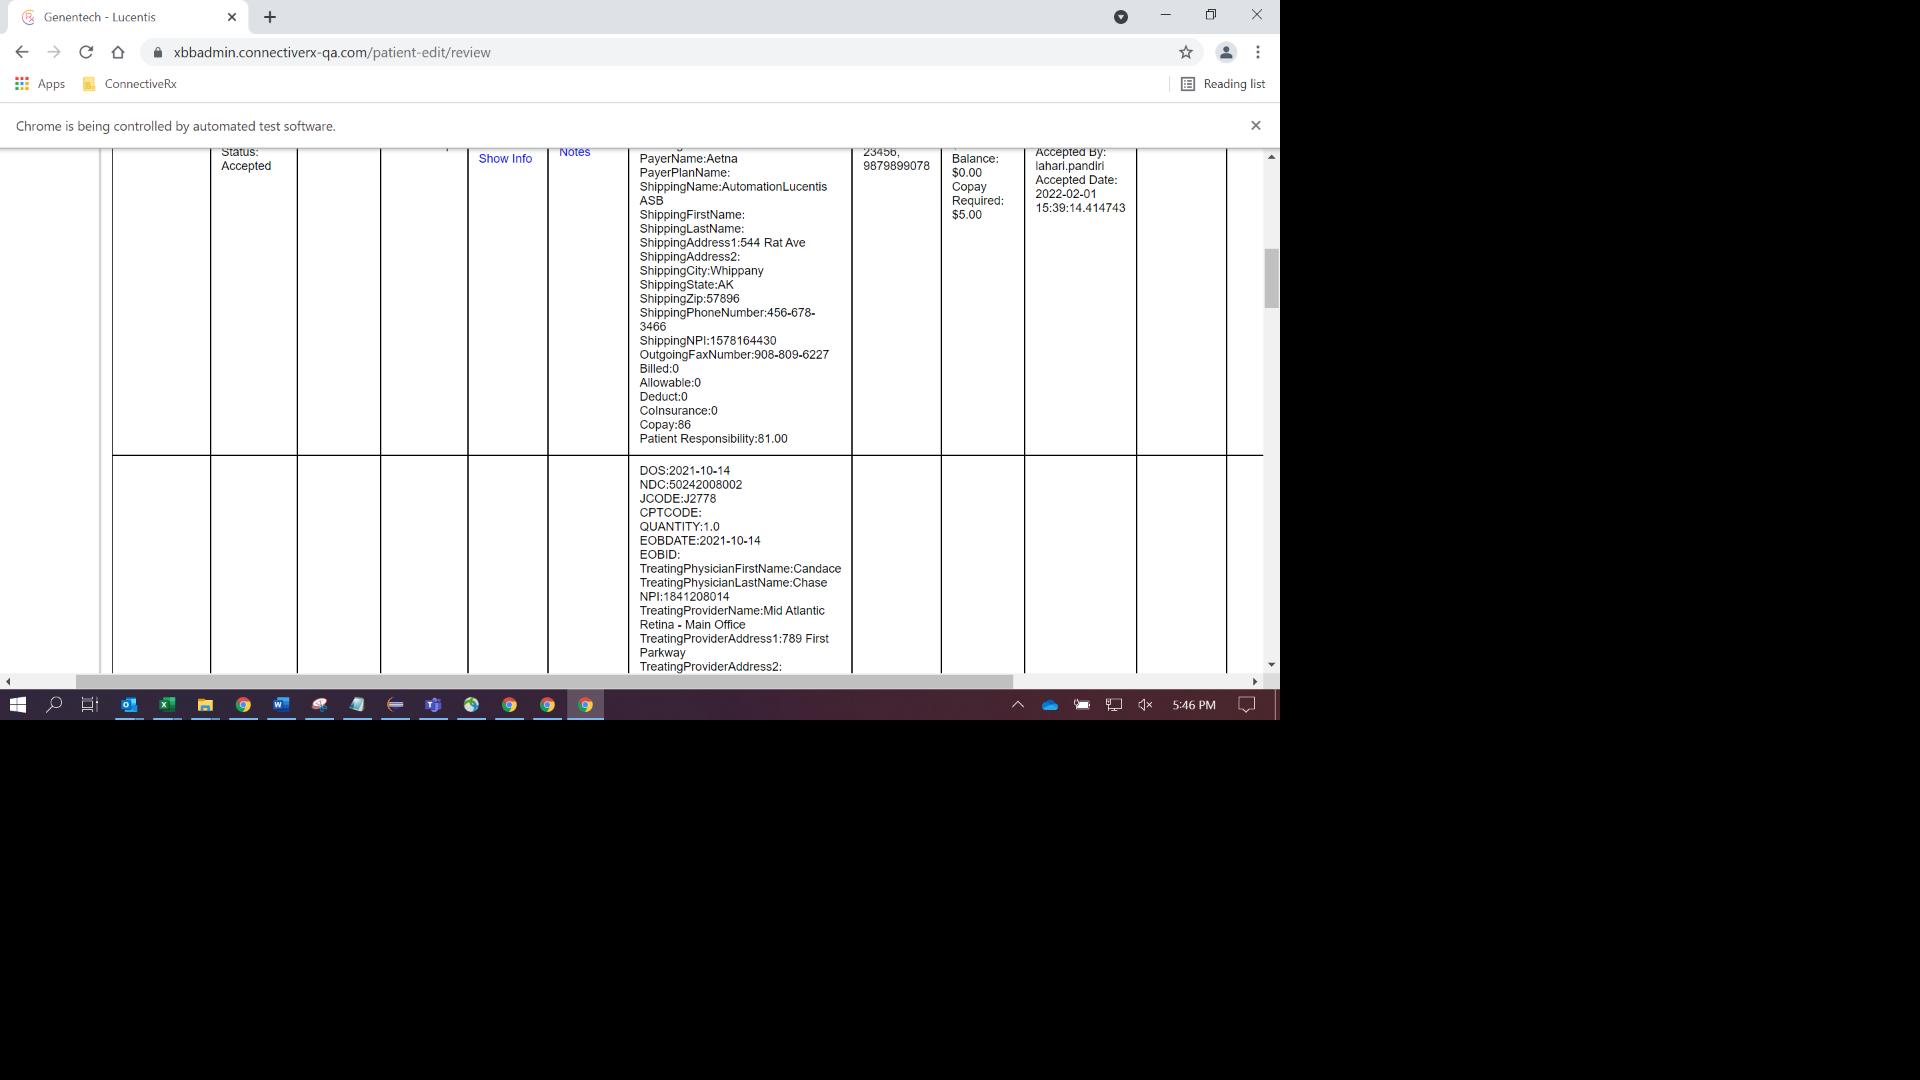 Genentech - Lucentis
xbbadmin.connectiverx-qa.com/patient-edit/review
Apps
ConnectiveRx
Reading list
Chrome is being controlled by automated test software.
Status:
Accepted
Show Info
Notes
PayerName:Aetna
PayerPlanName:
ShippingName:AutomationLucentis
ASB
ShippingFirstName:
ShippingLastName:
ShippingAddress1:544 Rat Ave
ShippingAddress2:
ShippingCity:Whippany
ShippingState:AK
ShippingZip:57896
ShippingPhoneNumber:456-678-
3466
ShippingNPI:1578164430
OutgoingFaxNumber:908-809-6227
Billed:0
Allowable:0
Deduct:0
CoInsurance:0
Copay:86
Patient Responsibility:81.00
23456,
9879899078
Balance:
$0.00
Copay
Required:
$5.00
Accepted By:
lahari.pandiri
Accepted Date:
2022-02-01
15:39:14.414743
DOS:2021-10-14
NDC:50242008002
JCODE:J2778
CPTCODE:
QUANTITY:1.0
EOBDATE:2021-10-14
EOBID:
TreatingPhysicianFirstName:Candace
TreatingPhysicianLastName:Chase
NPI:1841208014
TreatingProviderName:Mid Atlantic
Retina - Main Office
TreatingProviderAddress1:789 First
Parkway
TreatingProviderAddress2:
5:46 PM